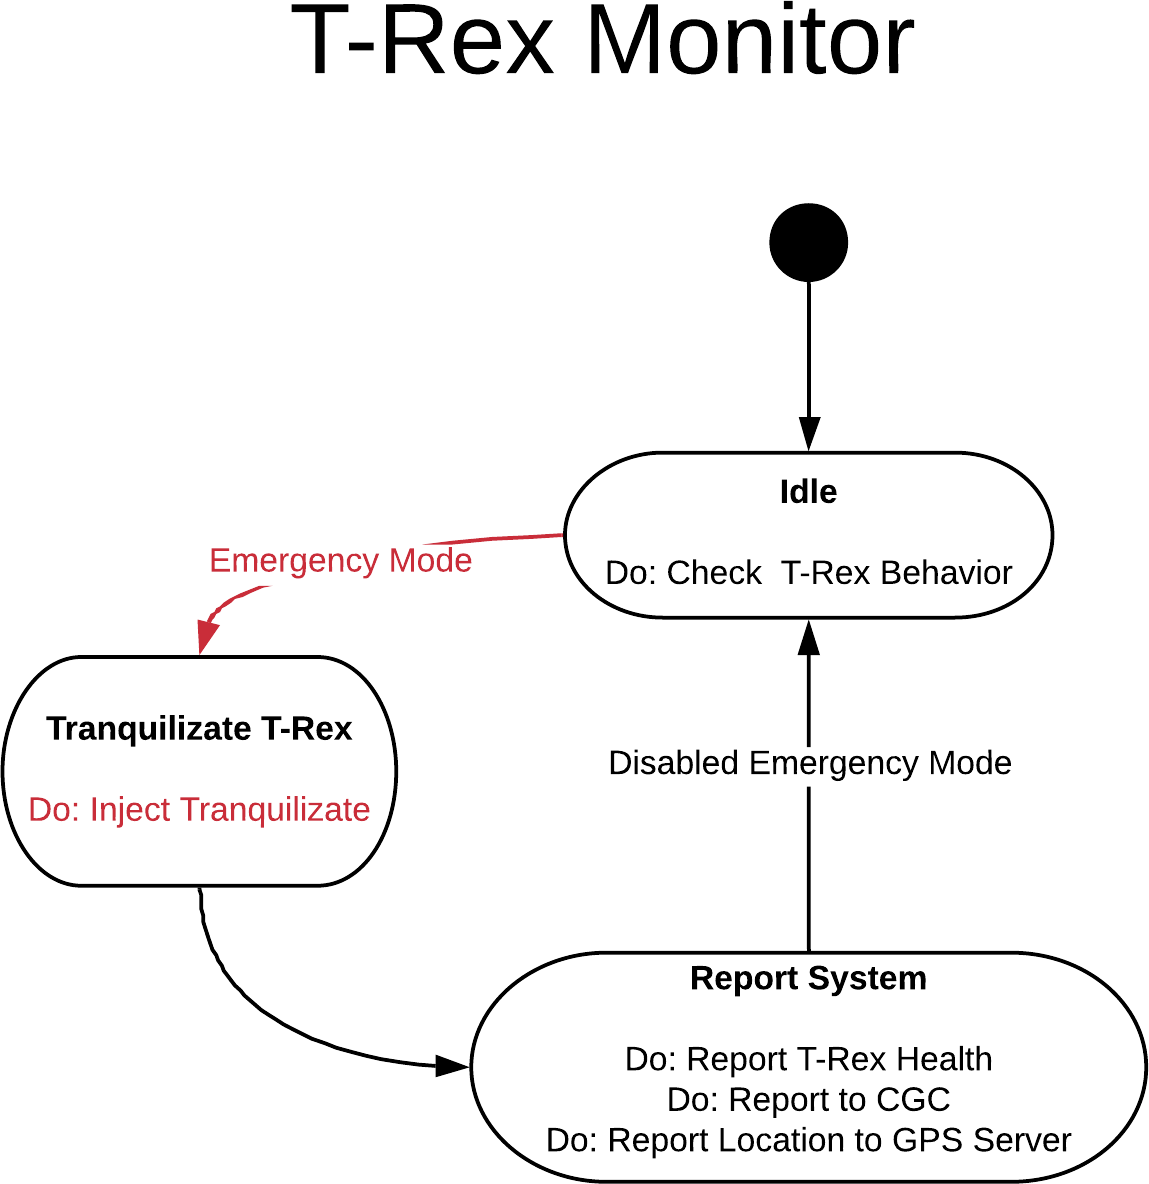 T-Rex Monitor
Idle
Do: Check  T-Rex Behavior
Emergency Mode
Tranquilizate T-Rex
Do: Inject Tranquilizate
Disabled Emergency Mode
Report System
Do: Report T-Rex Health
Do: Report to CGC
Do: Report Location to GPS Server